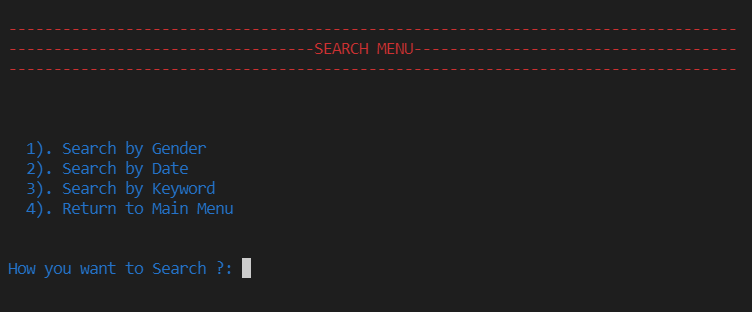 ---------------------------------------------------------------------------------
----------------------------------SEARCH MENU------------------------------------
---------------------------------------------------------------------------------
1). Search by Gender
2). Search by Date
3). Search by Keyword
4). Return to Main Menu
How you want to Search ?: